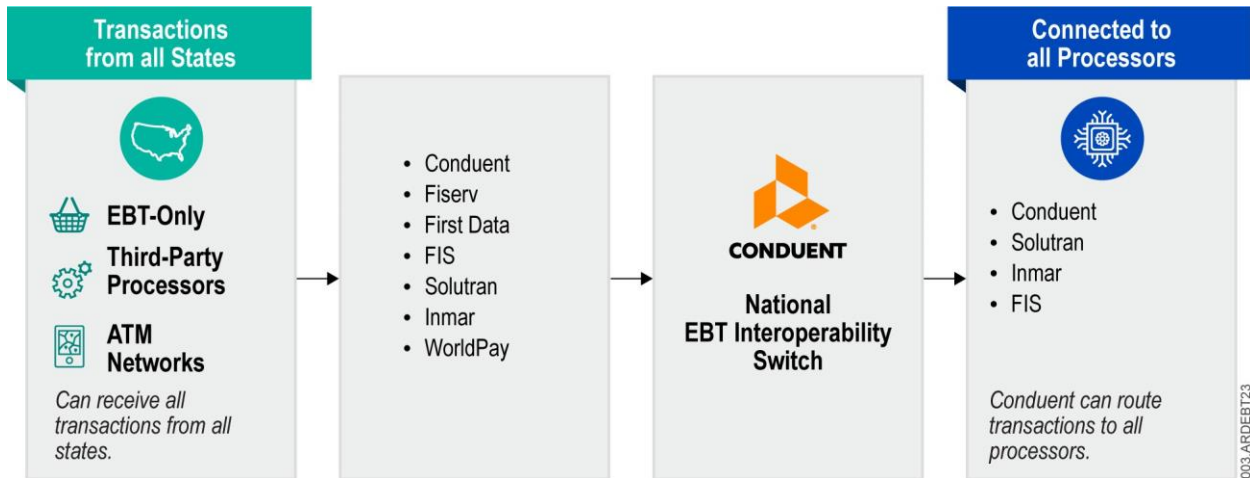 Transactions
from all States
EBT-Only
Third-Party
Processors
ATM
Networks
Can receive all
transactions from all
states.
• Conduent
• Fiserv
• First Data
• FIS
• Solutran
• Inmar
• WorldPay
CONDUENT
National
EBT Interoperability
Switch
Connected to
all Processors
• Conduent
• Solutran
• Inmar
• FIS
Conduent can route
transactions to all
processors.
003.ARDEBT23